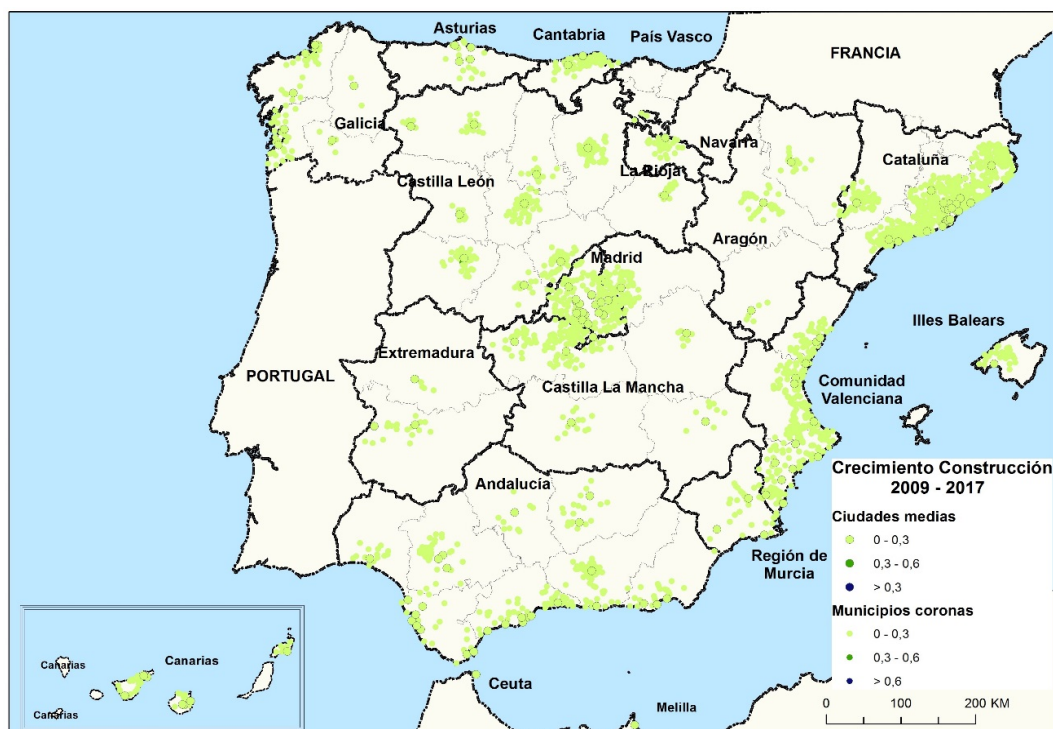 Asturias
Cantabria
País Vasco
FRANCIA
Galicia
Navarra
Cataluña
La Rioja
Castilla León
Aragón
Madrid
Illes Balears
Extremadura
PORTUGAL
Castilla La Mancha
Comunidad
Valenciana
Andalucía
Región de
Murcia
Canarias
Canarias
Canarias
Ceuta
Melilla
Crecimiento Construcción
2009 - 2017
Ciudades medias
0 - 0,3
0,3 - 0,6
> 0,3
Municipios coronas
0 - 0,3
0,3 - 0,6
> 0,6
0 100 200 KM